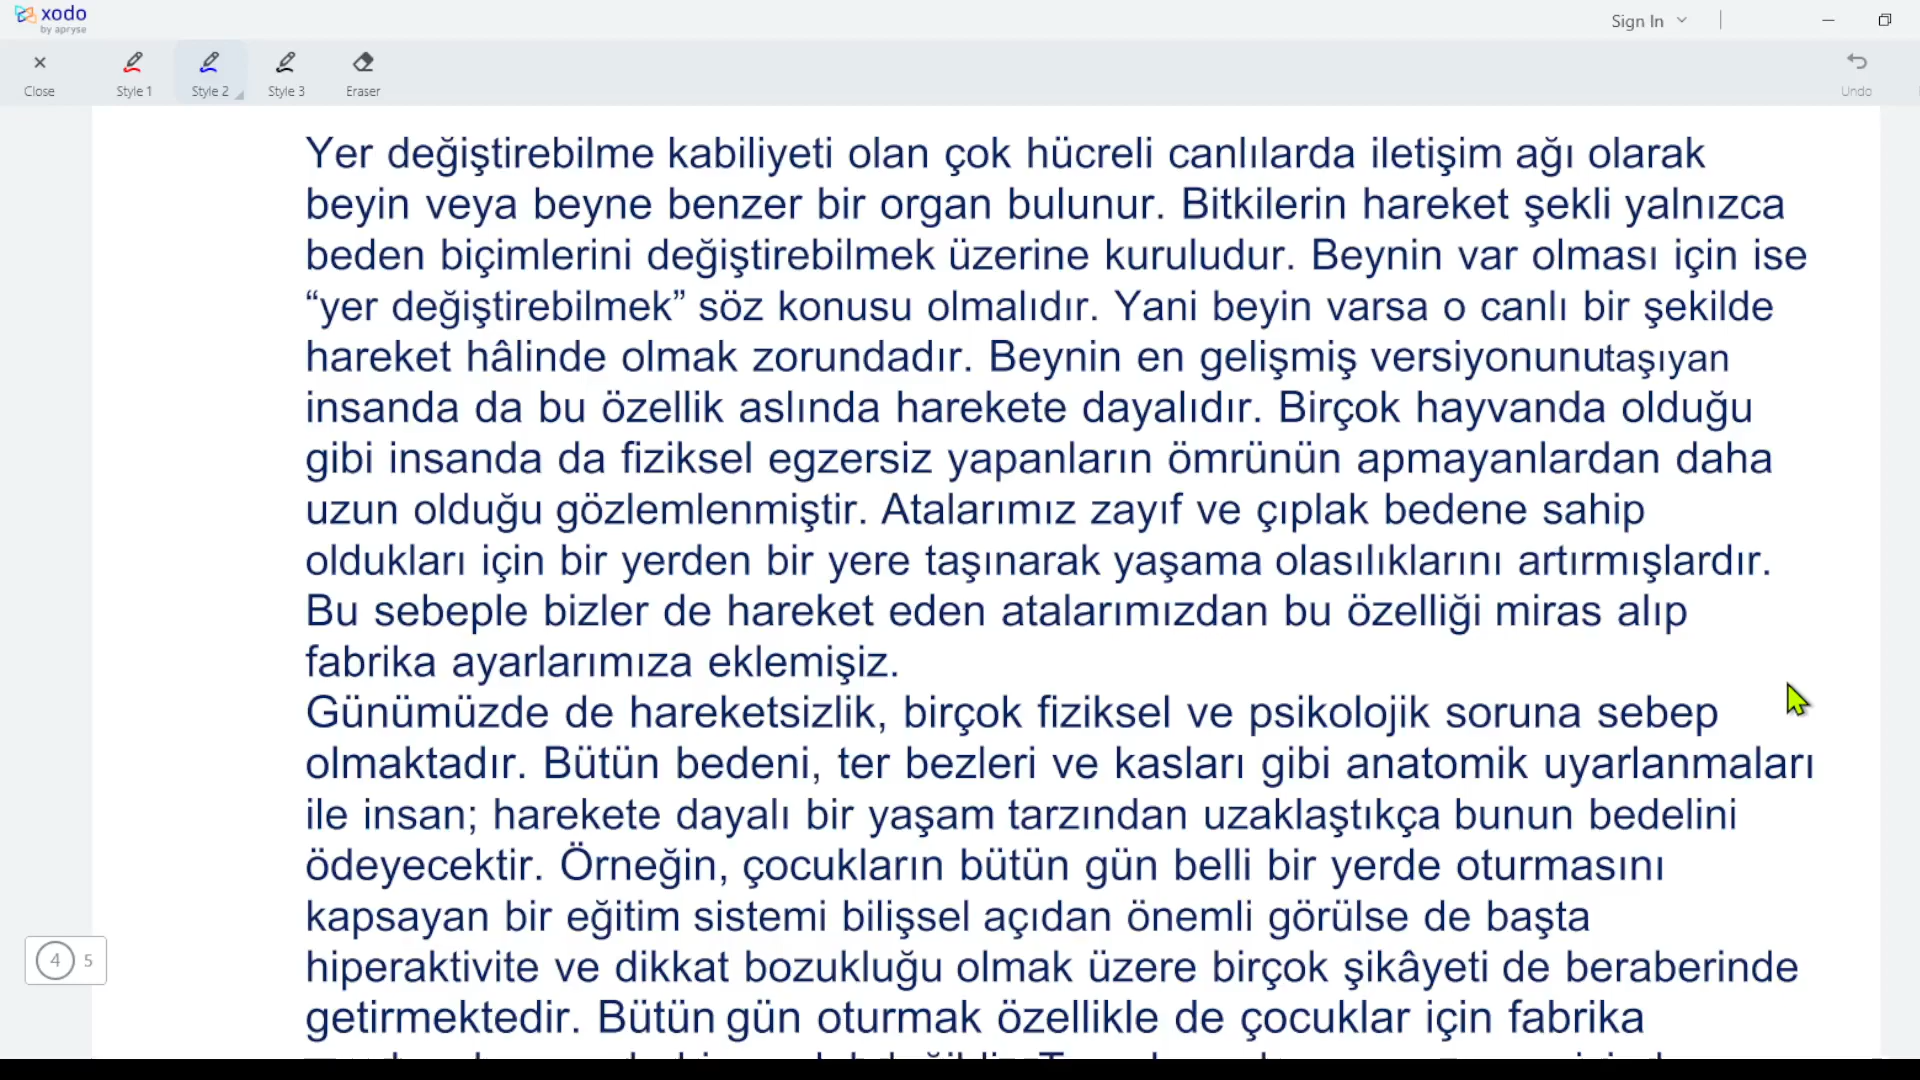 xodo
by apryse
Sign In
Close
Style 1
Style 2
Style 3
Eraser
Undo
Yer değiştirebilme kabiliyeti olan çok hücreli canlılarda iletişim ağı olarak
beyin veya beyne benzer bir organ bulunur. Bitkilerin hareket şekli yalnızca
beden biçimlerini değiştirebilmek üzerine kuruludur. Beynin var olması için ise
“yer değiştirebilmek” söz konusu olmalıdır. Yani beyin varsa o canlı bir şekilde
hareket hâlinde olmak zorundadır. Beynin en gelişmiş versiyonunutaşıyan
insanda da bu özellik aslında harekete dayalıdır. Birçok hayvanda olduğu
gibi insanda da fiziksel egzersiz yapanların ömrünün apmayanlardan daha
uzun olduğu gözlemlenmiştir. Atalarımız zayıf ve çıplak bedene sahip
oldukları için bir yerden bir yere taşınarak yaşama olasılıklarını artırmışlardır.
Bu sebeple bizler de hareket eden atalarımızdan bu özelliği miras alıp
fabrika ayarlarımıza eklemişiz.
Günümüzde de hareketsizlik, birçok fiziksel ve psikolojik soruna sebep
olmaktadır. Bütün bedeni, ter bezleri ve kasları gibi anatomik uyarlanmaları
ile insan; harekete dayalı bir yaşam tarzından uzaklaştıkça bunun bedelini
ödeyecektir. Örneğin, çocukların bütün gün belli bir yerde oturmasını
kapsayan bir eğitim sistemi bilişsel açıdan önemli görülse de başta
hiperaktivite ve dikkat bozukluğu olmak üzere birçok şikâyeti de beraberinde
getirmektedir. Bütün gün oturmak özellikle de çocuklar için fabrika
4 5